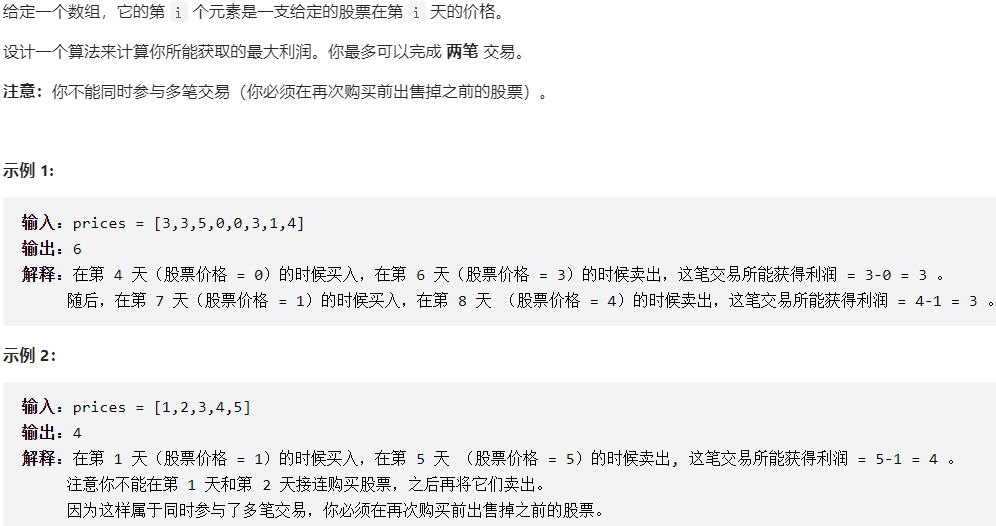 给定一个数组，它的第 i 个元素是一支给定的股票在第 i 天的价格。
设计一个算法来计算你所能获取的最大利润。你最多可以完成 两笔 交易。
注意：你不能同时参与多笔交易（你必须在再次购买前出售掉之前的股票）。
示例 1:
输入：prices = [3,3,5,0,0,3,1,4]
输出：6
解释：在第 4 天（股票价格 = 0）的时候买入，在第 6 天（股票价格 = 3）的时候卖出，这笔交易所能获得利润 = 3-0 = 3 。
随后，在第 7 天（股票价格 = 1）的时候买入，在第 8 天 （股票价格 = 4）的时候卖出，这笔交易所能获得利润 = 4-1 = 3 。
示例 2：
输入：prices = [1,2,3,4,5]
输出：4
解释：在第 1 天（股票价格 = 1）的时候买入，在第 5 天 （股票价格 = 5）的时候卖出, 这笔交易所能获得利润 = 5-1 = 4 。
注意你不能在第 1 天和第 2 天接连购买股票，之后再将它们卖出。
因为这样属于同时参与了多笔交易，你必须在再次购买前出售掉之前的股票。